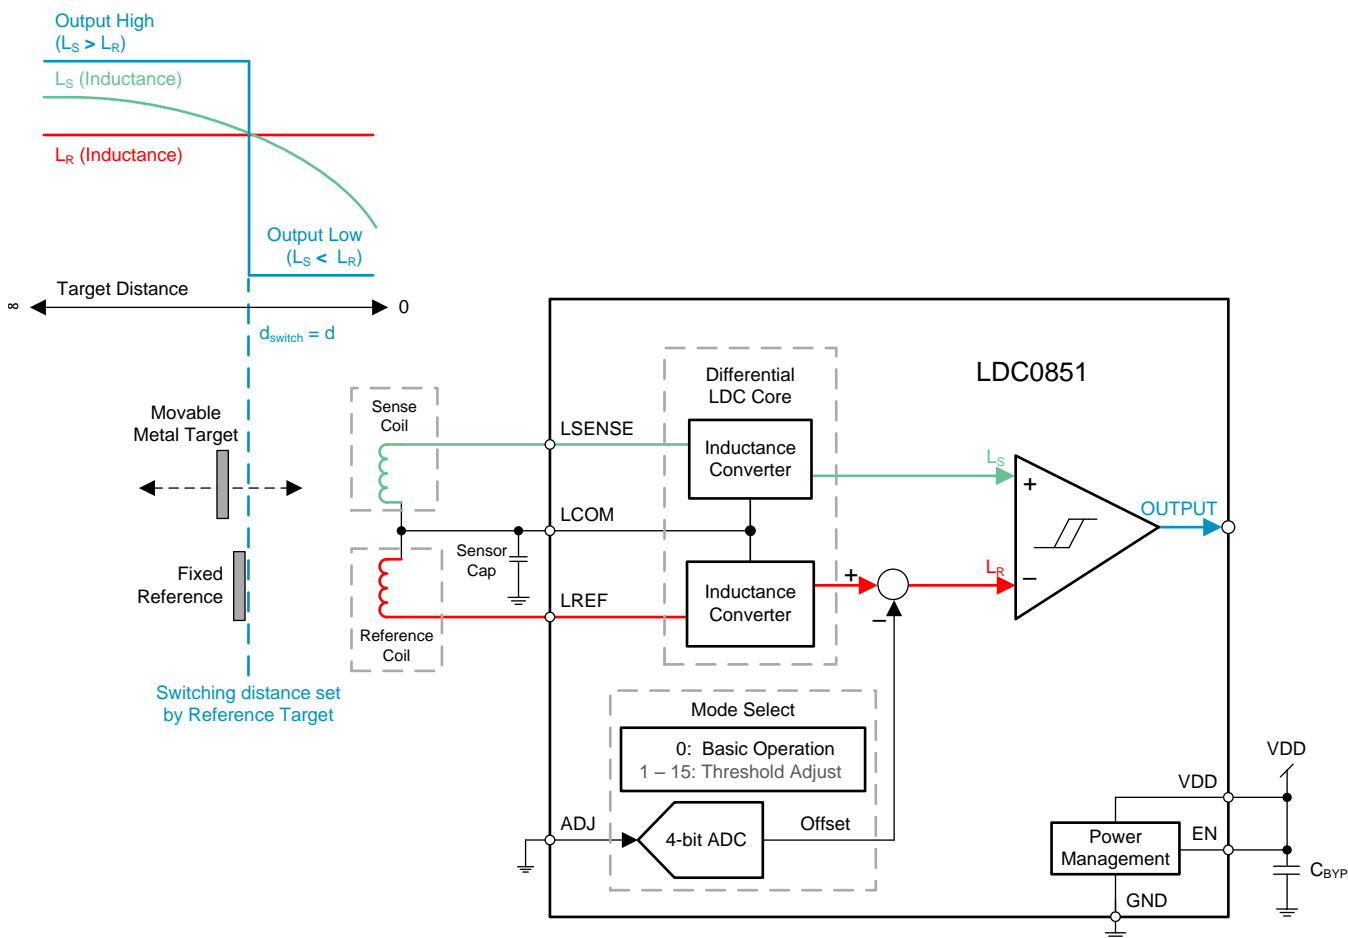 Output High
(LS > LR)
LS (Inductance)
LR (Inductance)
Output Low
(LS < LR)
∞
Target Distance
0
dswitch = d
Movable
Metal Target
Fixed
Reference
Switching distance set
by Reference Target
Sense
Coil
Reference
Coil
Sensor
Cap
LSENSE
LCOM
LREF
Differential
LDC Core
Inductance
Converter
Inductance
Converter
LDC0851
LS
+
LR
−
+
−
OUTPUT
Mode Select
0: Basic Operation
1 – 15: Threshold Adjust
ADJ
4-bit ADC
Offset
VDD
VDD
EN
Power
Management
GND
CBYP